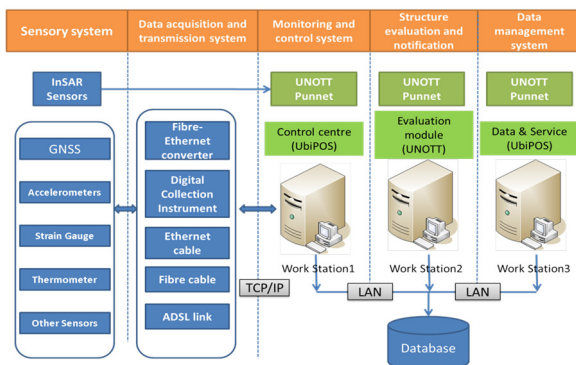 Sensory system
Data acquisition and
transmission system
Monitoring and
control system
Structure
evaluation and
notification
Data
management
system
InSAR
Sensors
UNOTT
Punnet
UNOTT
Punnet
UNOTT
Punnet
GNSS
Accelerometers
Strain Gauge
Thermometer
Other Sensors
Fibre-
Ethernet
converter
Digital
Collection
Instrument
Ethernet
cable
Fibre cable
ADSL link
Control centre
(UbiPOS)
Evaluation
module
(UNOTT)
Data & Service
(UbiPOS)
Work Station1
Work Station2
Work Station3
TCP/IP
LAN
LAN
Database